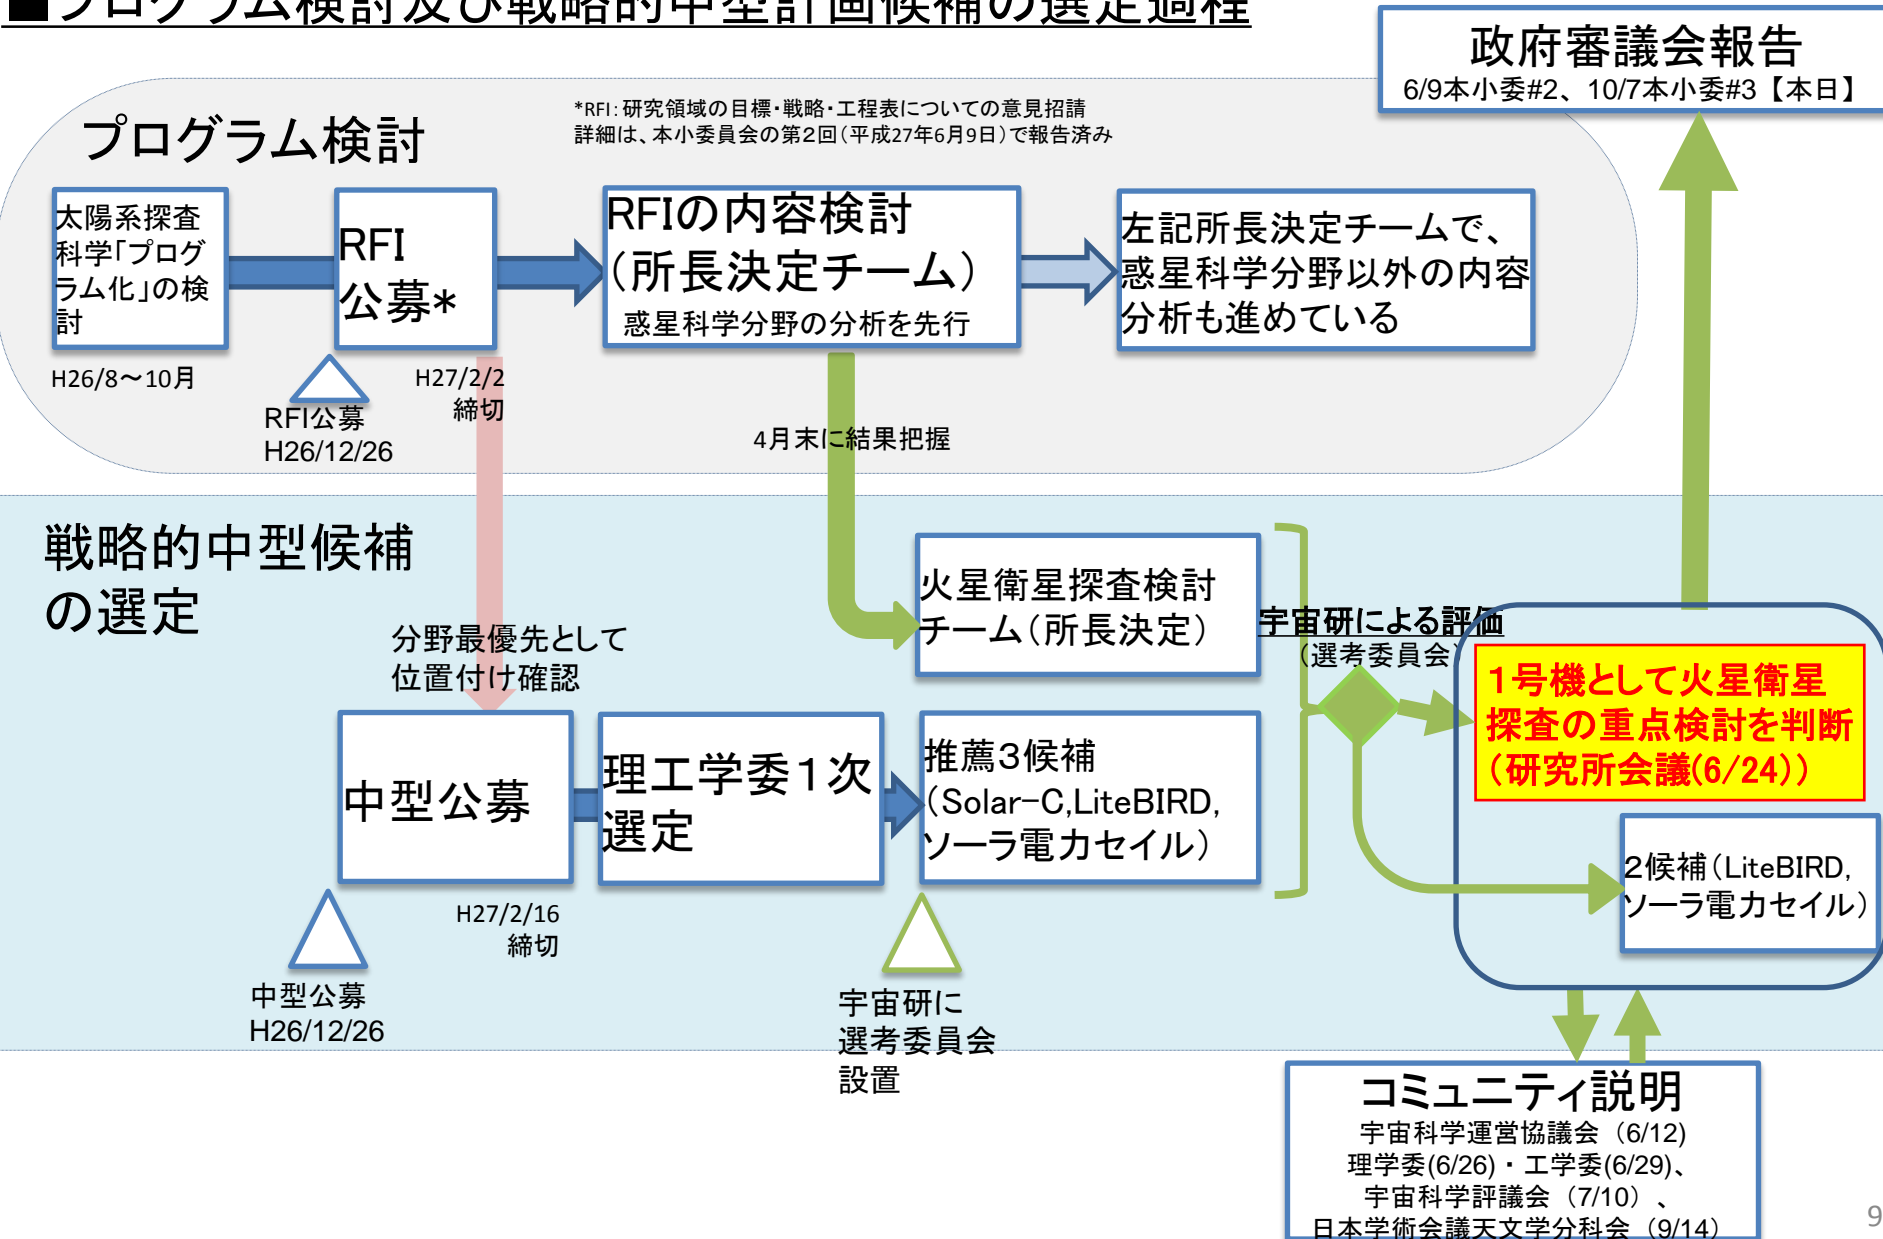 ■プログラム検討及び戦略的中型計画候補の選定過程
政府審議会報告
6/9本小委#2、10/7本小委#3【本日】
*RFI：研究領域の目標・戦略・工程表についての意見招請
詳細は、本小委員会の第2回（平成27年6月9日）で報告済み
プログラム検討
太陽系探査
科学「プログ
ラム化」の検
討
RFI
公募*
RFIの内容検討
（所長決定チーム）
惑星科学分野の分析を先行
左記所長決定チームで、
惑星科学分野以外の内容
分析も進めている
H26/8～10月
RFI公募
H26/12/26
H27/2/2
締切
4月末に結果把握
戦略的中型候補
の選定
分野最優先として
位置付け確認
火星衛星探査検討
チーム（所長決定）
宇宙研による評価
（選考委員会）
1号機として火星衛星
探査の重点検討を判断
（研究所会議(6/24)）
中型公募
理工学委1次
選定
推薦3候補
（Solar-C,LiteBIRD,
ソーラ電力セイル）
2候補（LiteBIRD,
ソーラ電力セイル）
H27/2/16
締切
中型公募
H26/12/26
宇宙研に
選考委員会
設置
コミュニティ説明
宇宙科学運営協議会（6/12)
理学委(6/26)・工学委(6/29)、
宇宙科学評議会（7/10）、
日本学術会議天文学分科会（9/14）
9